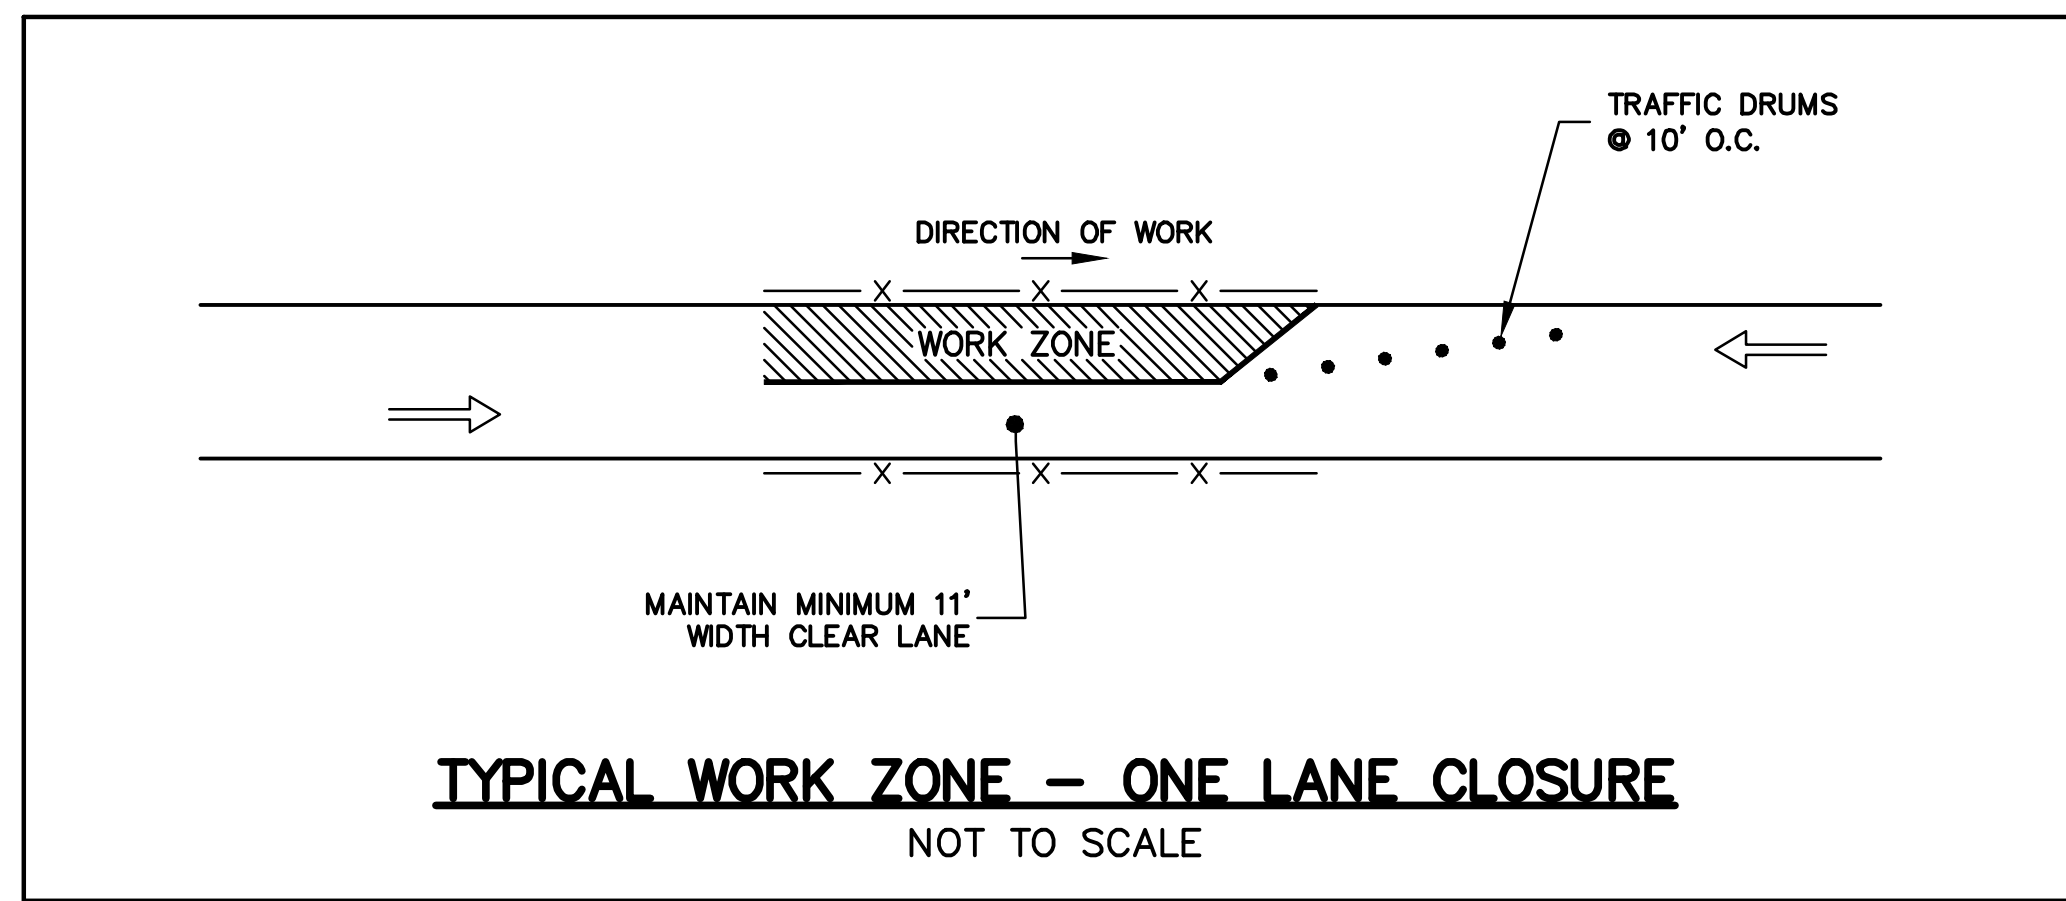 TRAFFIC DRUMS
@ 10' O.C.
DIRECTION OF WORK
X X X
WORK ZONE
X X X
MAINTAIN MINIMUM 11'
WIDTH CLEAR LANE
TYPICAL WORK ZONE - ONE LANE CLOSURE
NOT TO SCALE